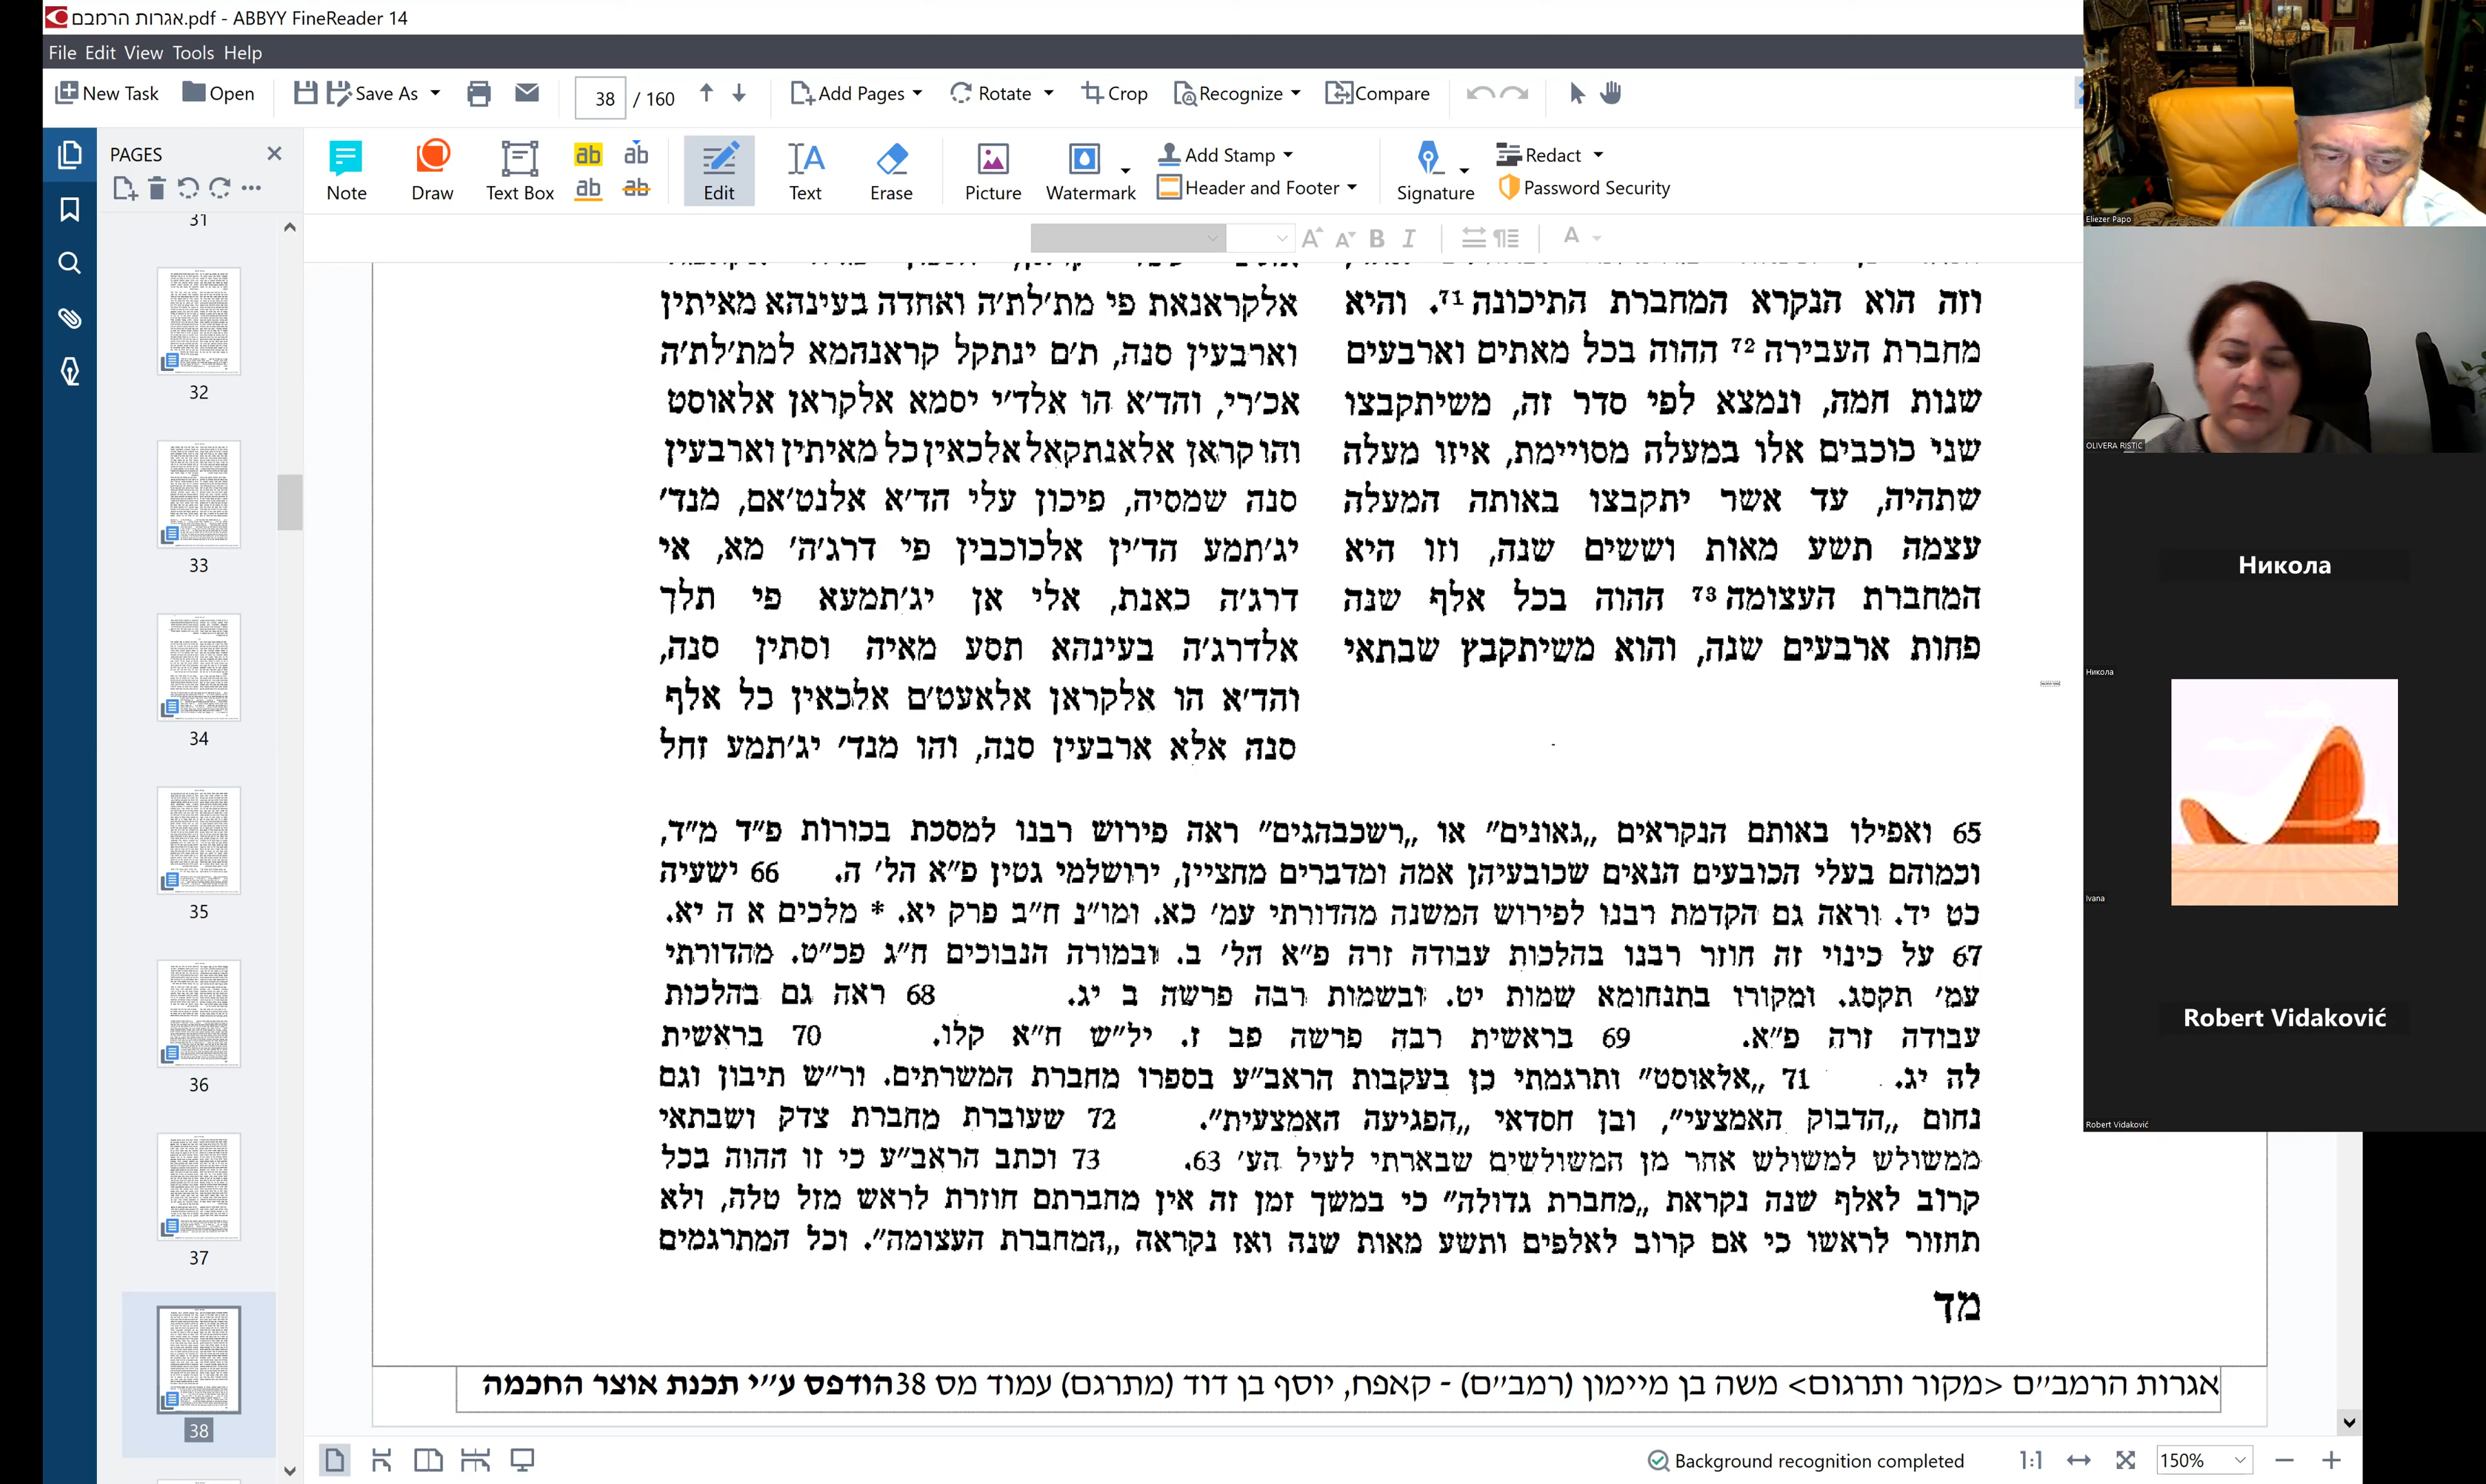 אגרות הרמבם.pdf - ABBYY FineReader 14
File Edit View Tools Help
New Task Open Save As 38 / 160 Add Pages Rotate Crop Recognize Compare
PAGES
Note Draw Text Box Edit Text Erase Picture Watermark Add Stamp Header and Footer Signature Redact Password Security
31
32
33
34
35
36
37
38
וזה הוא הנקרא המחברת התיכונה 71. והיא
מחברת העבירה 72 ההוה בכל מאתים וארבעים
שנות חמה, ונמצא לפי סדר זה, משיתקבצו
שני כוכבים אלו במעלה מסויימת, איזו מעלה
שתהיה, עד אשר יתקבצו באותה המעלה
עצמה תשע מאות וששים שנה, וזו היא
המחברת העצומה 73 ההוה בכל אלף שנה
פחות ארבעים שנה, והוא משיתקבץ שבתאי
אלקראנאת פי מת׳לת׳ה ואחדה בעינהא מאיתין
וארבעין סנה, ת׳ם ינתקל קראנהמא למת׳לת׳ה
אכ׳רי, והד׳א הו אלד׳י יסמא אלקראן אלאוסט
והו קראן אלאנתקאל אלכאין כל מאיתין וארבעין
סנה שמסיה, פיכון עלי הד׳א אלנט׳אם, מנד׳
יג׳תמע הד׳ין אלכוכבין פי דרג׳ה׳ מא, אי
דרג׳ה כאנת, אלי אן יג׳תמעא פי תלך
אלדרג׳ה בעינהא תסע מאיה וסתין סנה,
והד׳א הו אלקראן אלאעט׳ם אלכאין כל אלף
סנה אלא ארבעין סנה, והו מנד׳ יג׳תמע זחל
65 ואפילו באותם הנקראים „גאונים״ או „רשכבהגים״ ראה פירוש רבנו למסכת בכורות פ״ד מ״ד,
וכמוהם בעלי הכובעים הנאים שכובעיהן אמה ומדברים מחציין, ירושלמי גטין פ״א הל׳ ה. 66 ישעיה
כט יד. וראה גם הקדמת רבנו לפירוש המשנה מהדורתי עמ׳ כא. ומו״נ ח״ב פרק יא. * מלכים א ה יא.
67 על כינוי זה חוזר רבנו בהלכות עבודה זרה פ״א הל׳ ב. ובמורה הנבוכים ח״ג פכ״ט. מהדורתי
עמ׳ תקסג. ומקורו בתנחומא שמות יט. ובשמות רבה פרשה ב יג. 68 ראה גם בהלכות
עבודה זרה פ״א. 69 בראשית רבה פרשה פב ז. יל״ש ח״א קלו. 70 בראשית
לה יג. 71 „אלאוסט״ ותרגמתי כן בעקבות הראב״ע בספרו מחברת המשרתים. ור״ש תיבון וגם
נחום „הדבוק האמצעי״, ובן חסדאי „הפגיעה האמצעית״. 72 שעוברת מחברת צדק ושבתאי
ממשולש למשולש אחר מן המשולשים שבארתי לעיל הע׳ 63. 73 וכתב הראב״ע כי זו ההוה בכל
קרוב לאלף שנה נקראת „מחברת גדולה״ כי במשך זמן זה אין מחברתם חוזרת לראש מזל טלה, ולא
תחזור לראשו כי אם קרוב לאלפים ותשע מאות שנה ואז נקראה „המחברת העצומה״. וכל המתרגמים
מד
אגרות הרמב״ם <מקור ותרגום> משה בן מיימון (רמב״ם) - קאפח, יוסף בן דוד (מתרגם) עמוד מס 38הודפס ע״י תכנת אוצר החכמה
Background recognition completed 1:1 150%
Eliezer Papo
OLIVERA RISTIĆ
Никола
Никола
Ivana
Robert Vidaković
Robert Vidaković